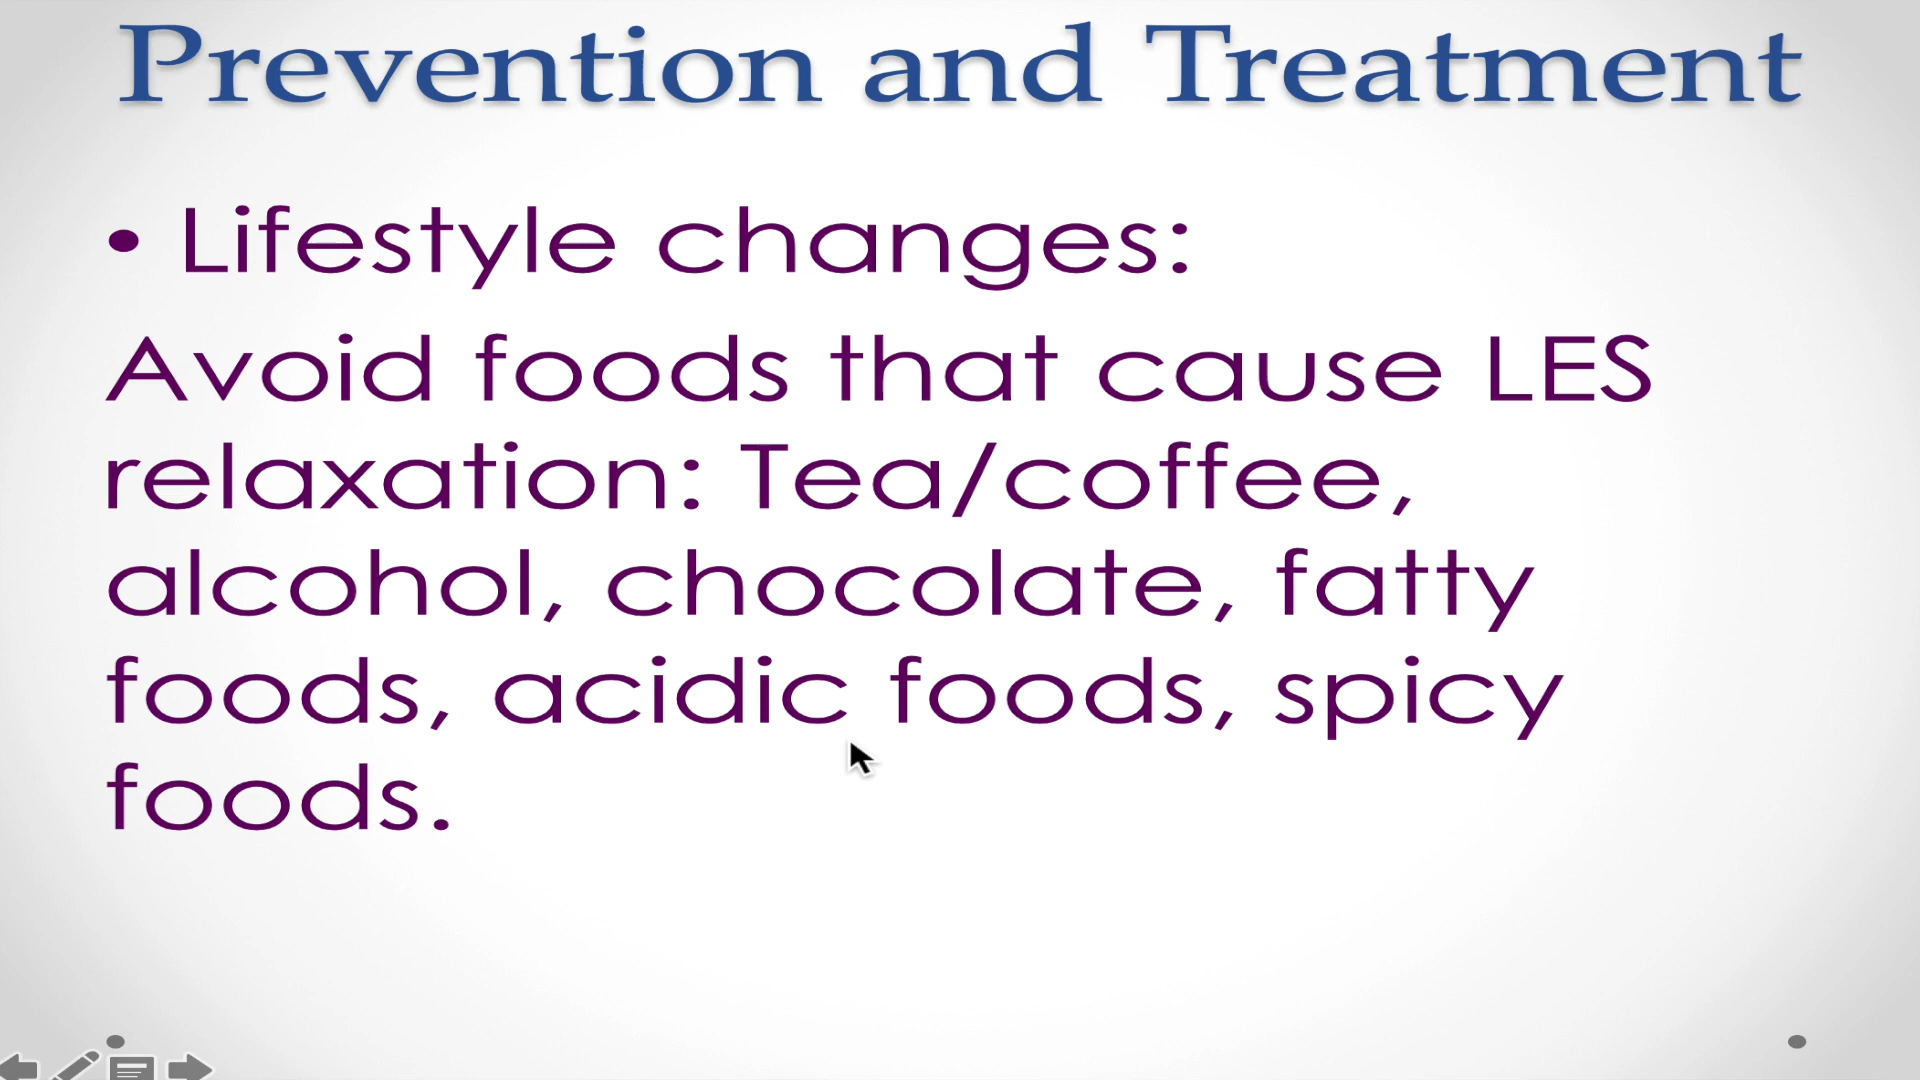 Prevention and Treatment
• Lifestyle changes:
Avoid foods that cause LES
relaxation: Tea/coffee,
alcohol, chocolate, fatty
foods, acidic foods, spicy
foods.